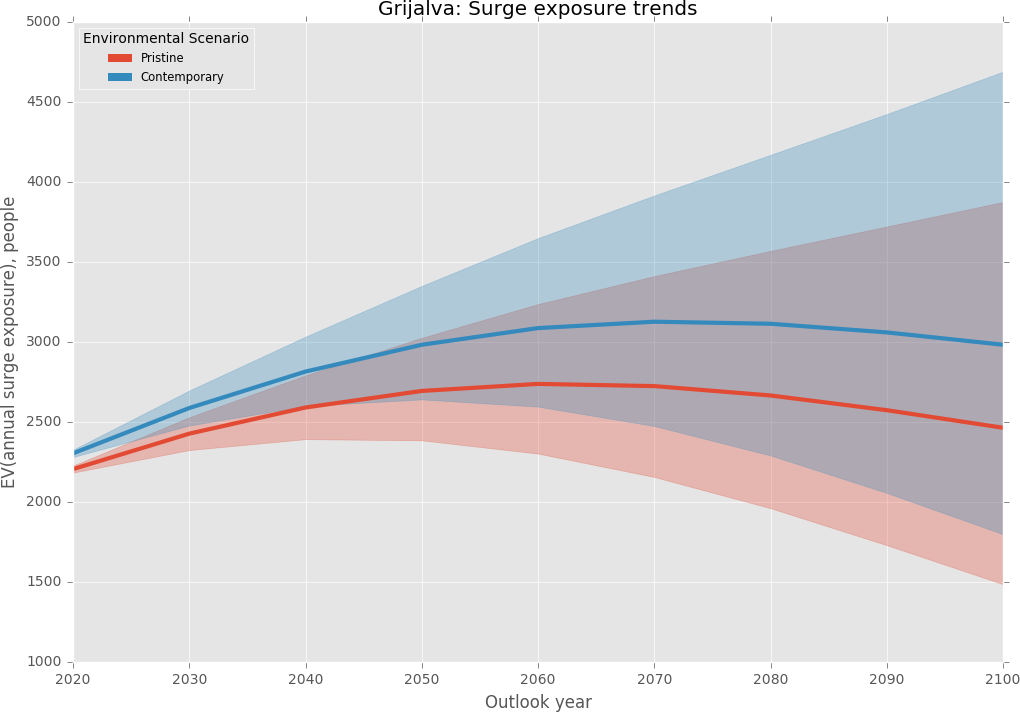 Grijalva: Surge exposure trends
Environmental Scenario
Pristine
Contemporary
EV(annual surge exposure), people
5000
4500
4000
3500
3000
2500
2000
1500
1000
2020 2030 2040 2050 2060 2070 2080 2090 2100
Outlook year